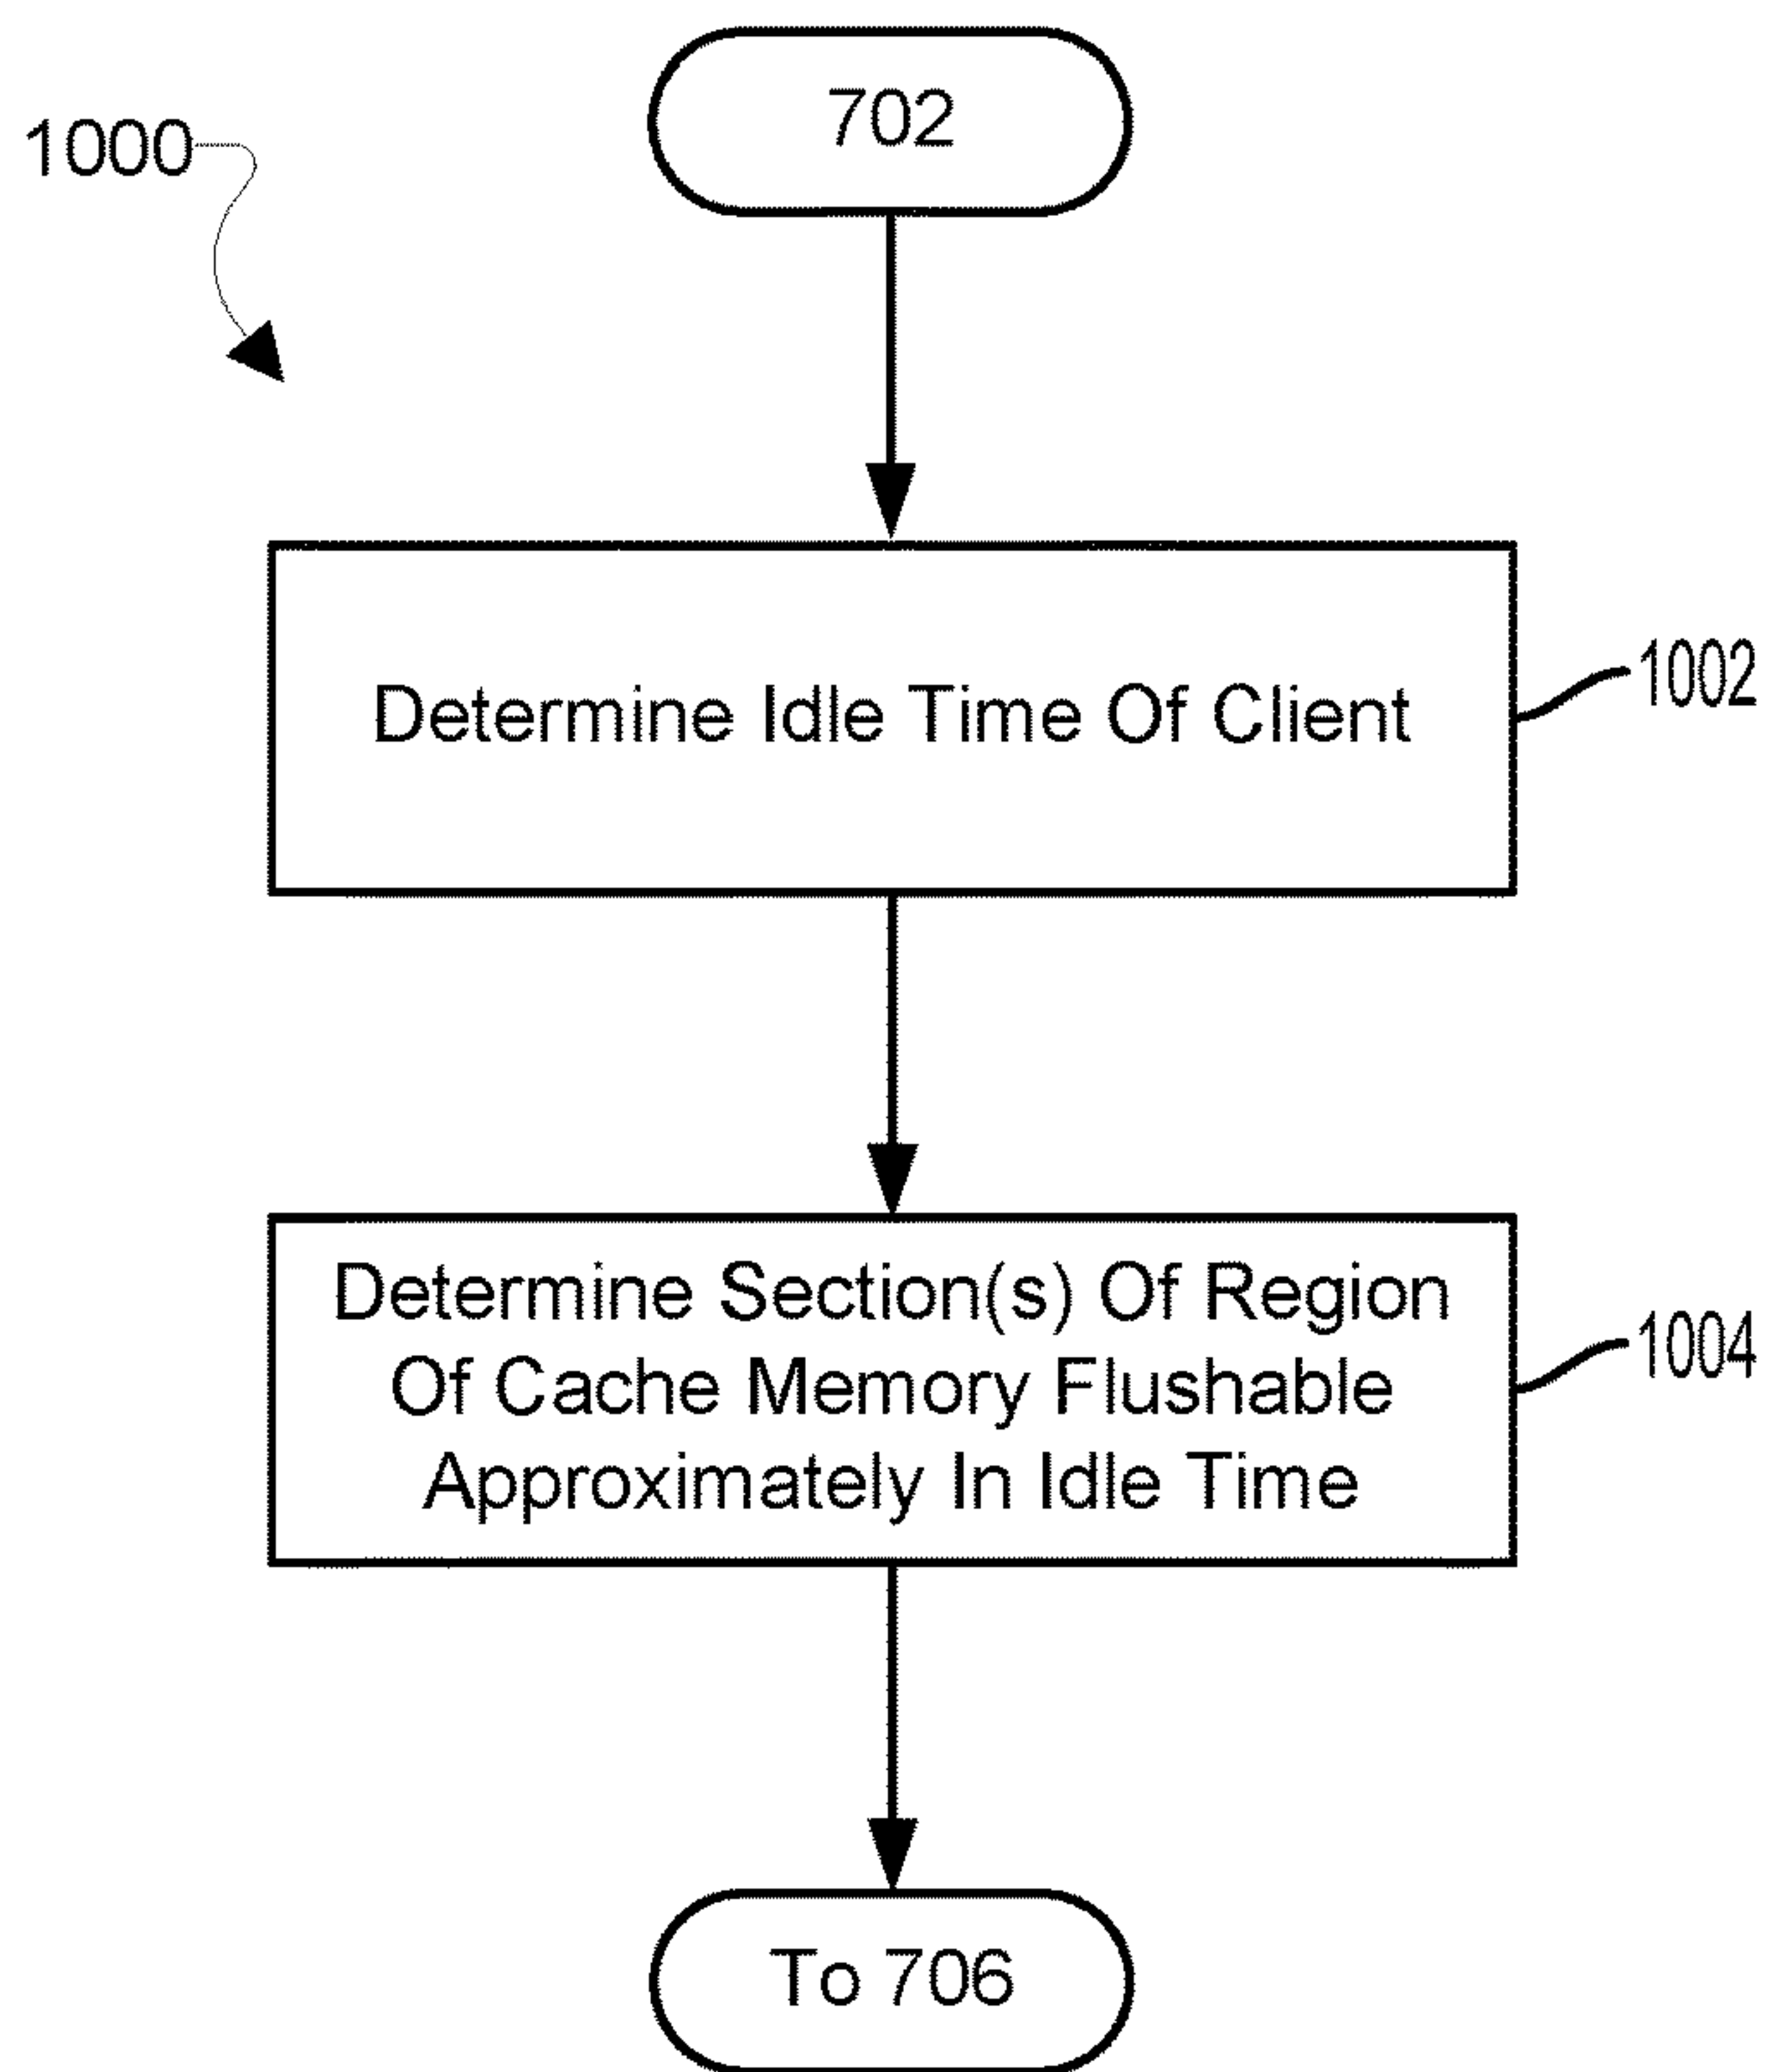 702
1000
Determine Idle Time Of Client
1002
Determine Section(s) Of Region
Of Cache Memory Flushable
Approximately In Idle Time
1004
To 706